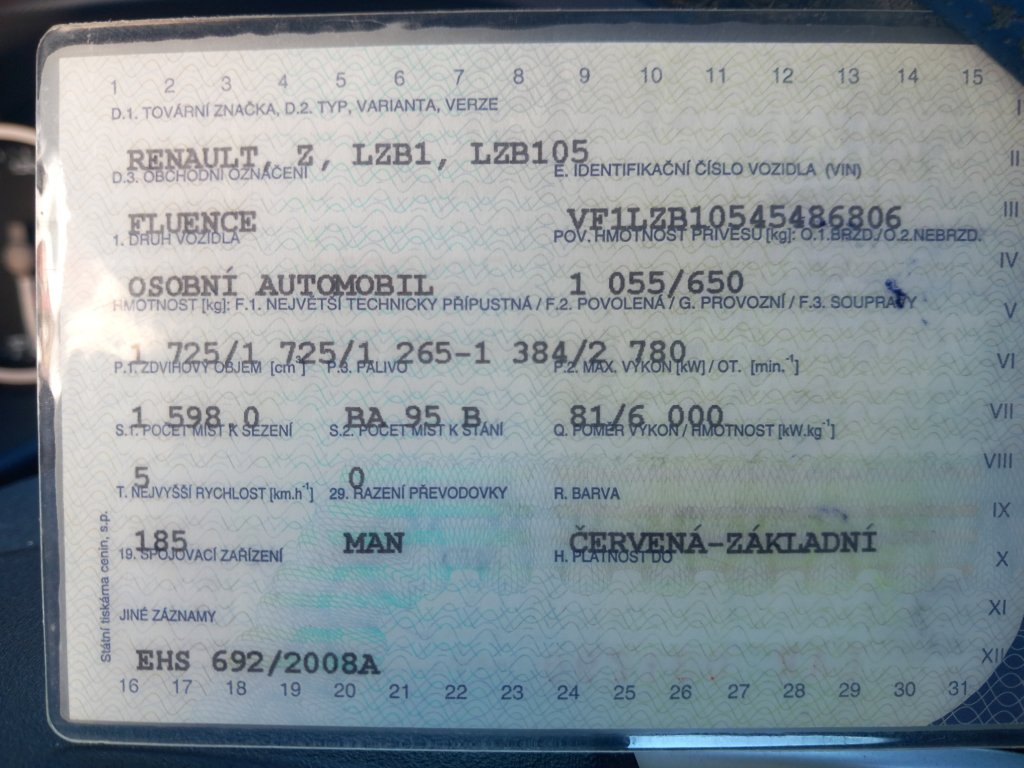 1 2 3 4 5 6 7 8 9 10 11 12 13 14 15
D.1. TOVÁRNÍ ZNAČKA, D.2. TYP, VARIANTA, VERZE I
RENAULT, Z, LZB1, LZB105 II
D.3. OBCHODNÍ OZNAČENÍ E. IDENTIFIKAČNÍ ČÍSLO VOZIDLA (VIN)
FLUENCE VF1LZB10545486806 III
1. DRUH VOZIDLA POV. HMOTNOST PŘÍVĚSU [kg]: O.1.BRZD./O.2.NEBRZD.
OSOBNÍ AUTOMOBIL 1 055/650 IV
HMOTNOST [kg]: F.1. NEJVĚTŠÍ TECHNICKY PŘÍPUSTNÁ / F.2. POVOLENÁ / G. PROVOZNÍ / F.3. SOUPRAVY V
1 725/1 725/1 265-1 384/2 780 VI
P.1. ZDVIHOVÝ OBJEM [cm³] P.3. PALIVO P.2. MAX. VÝKON [kW] / OT. [min.⁻¹]
1 598,0 BA 95 B 81/6 000 VII
S.1. POČET MÍST K SEZENÍ S.2. POČET MÍST K STÁNÍ Q. POMĚR VÝKON / HMOTNOST [kW.kg⁻¹]
5 0 VIII
T. NEJVYŠŠÍ RYCHLOST [km.h⁻¹] 29. ŘAZENÍ PŘEVODOVKY R. BARVA IX
185 MAN ČERVENÁ-ZÁKLADNÍ
19. SPOJOVACÍ ZAŘÍZENÍ H. PLATNOST DO X
JINÉ ZÁZNAMY XI
EHS 692/2008A XII
16 17 18 19 20 21 22 23 24 25 26 27 28 29 30 31
Státní tiskárna cenin, s.p.